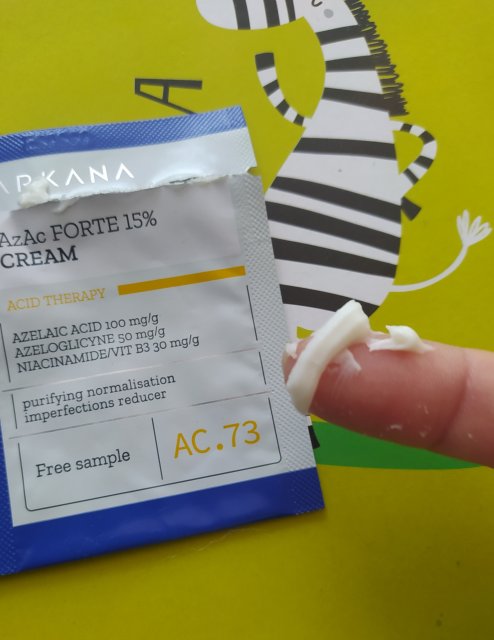 A
ARKANA
AzAc FORTE 15%
CREAM
ACID THERAPY
AZELAIC ACID 100 mg/g
AZELOGLICYNE 50 mg/g
NIACINAMIDE/VIT B3 30 mg/g
purifying normalisation
imperfections reducer
Free sample
AC.73